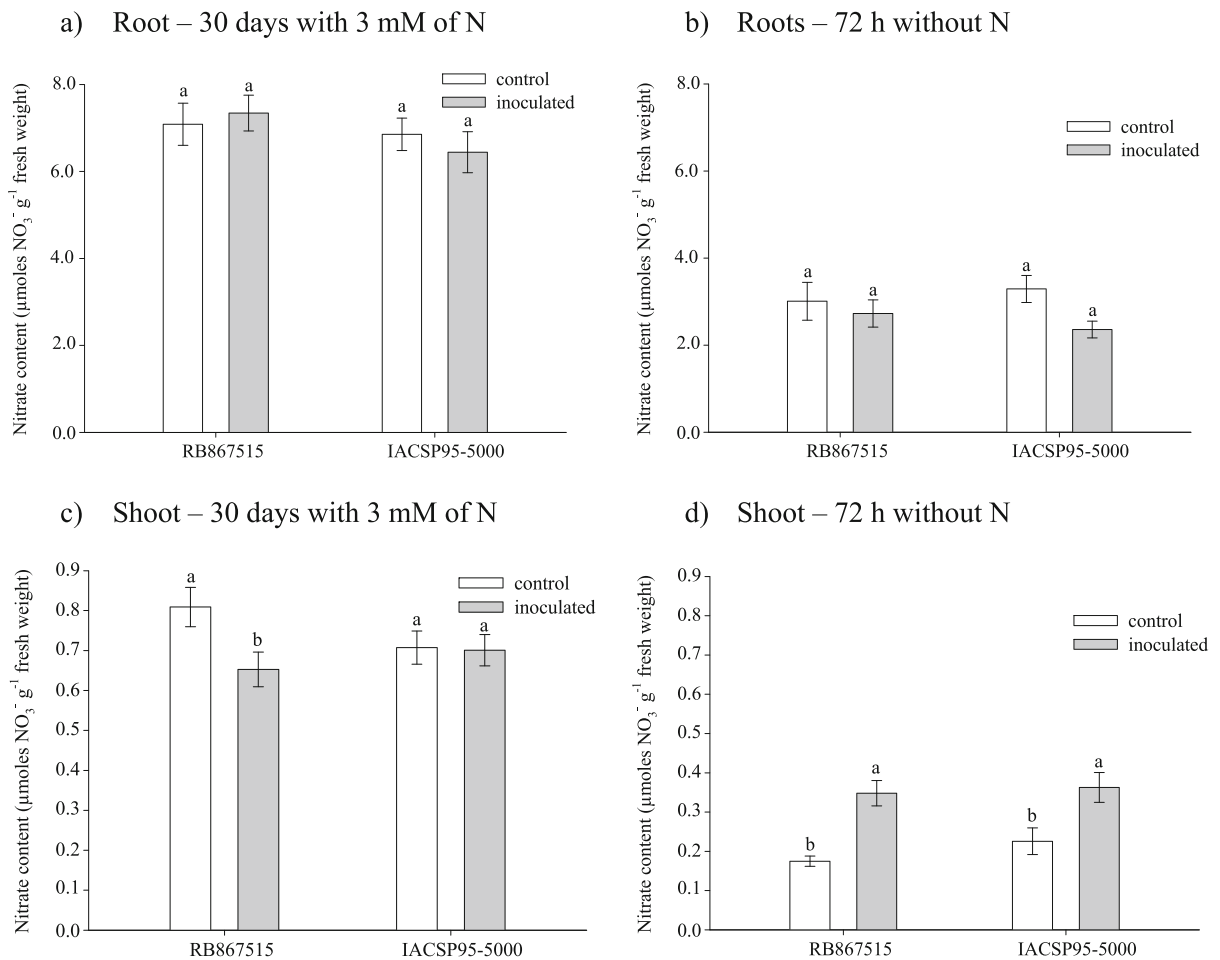 a) Root – 30 days with 3 mM of N
Nitrate content (µmoles NO₃⁻ g⁻¹ fresh weight)
8.0
6.0
4.0
2.0
0.0
a
a
a
a
control
inoculated
RB867515
IACSP95-5000
b) Roots – 72 h without N
Nitrate content (µmoles NO₃⁻ g⁻¹ fresh weight)
8.0
6.0
4.0
2.0
0.0
a
a
a
a
control
inoculated
RB867515
IACSP95-5000
c) Shoot – 30 days with 3 mM of N
Nitrate content (µmoles NO₃⁻ g⁻¹ fresh weight)
0.9
0.8
0.7
0.6
0.5
0.4
0.3
0.2
0.1
0.0
a
b
a
a
control
inoculated
RB867515
IACSP95-5000
d) Shoot – 72 h without N
Nitrate content (µmoles NO₃⁻ g⁻¹ fresh weight)
0.9
0.8
0.7
0.6
0.5
0.4
0.3
0.2
0.1
0.0
b
a
b
a
control
inoculated
RB867515
IACSP95-5000